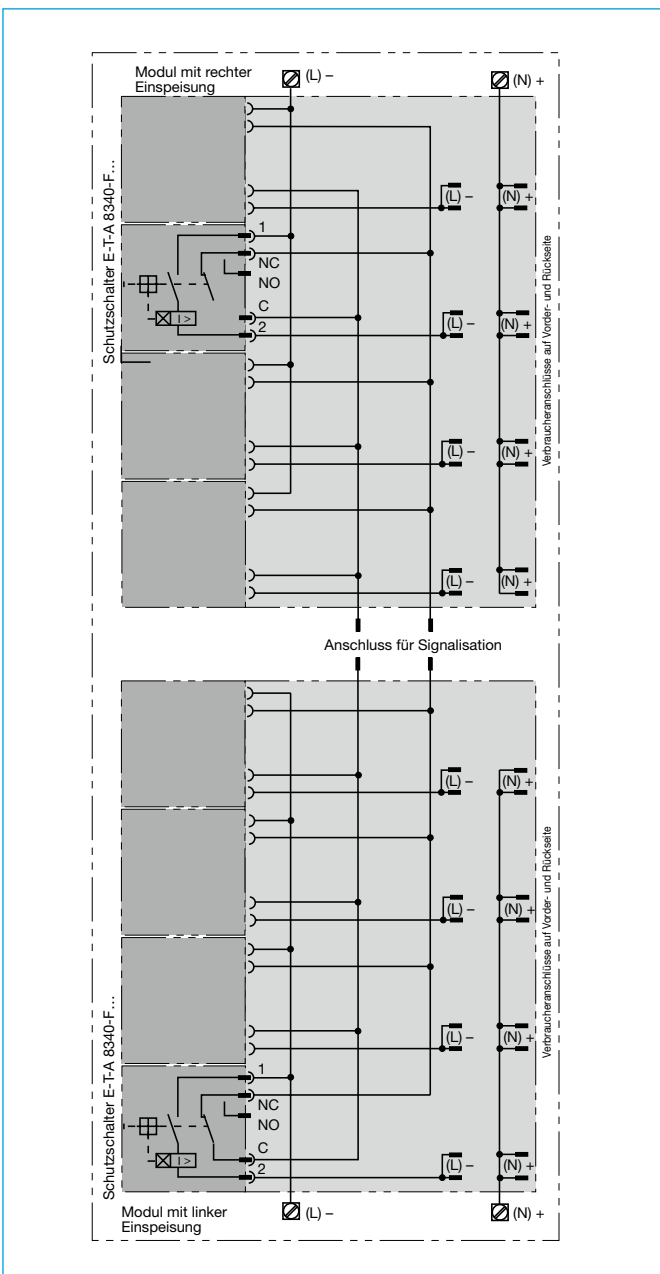 Modul mit rechter
Einspeisung
(L) –
(N) +
Schutzschalter E-T-A 8340-F...
(L) –
(N) +
1
NC
NO
C
2
I >
(L) –
(N) +
(L) –
(N) +
(L) –
(N) +
Verbraucheranschlüsse auf Vorder- und Rückseite
Anschluss für Signalisation
(L) –
(N) +
(L) –
(N) +
(L) –
(N) +
Verbraucheranschlüsse auf Vorder- und Rückseite
Schutzschalter E-T-A 8340-F...
1
NC
NO
C
2
I >
(L) –
(N) +
Modul mit linker
Einspeisung
(L) –
(N) +